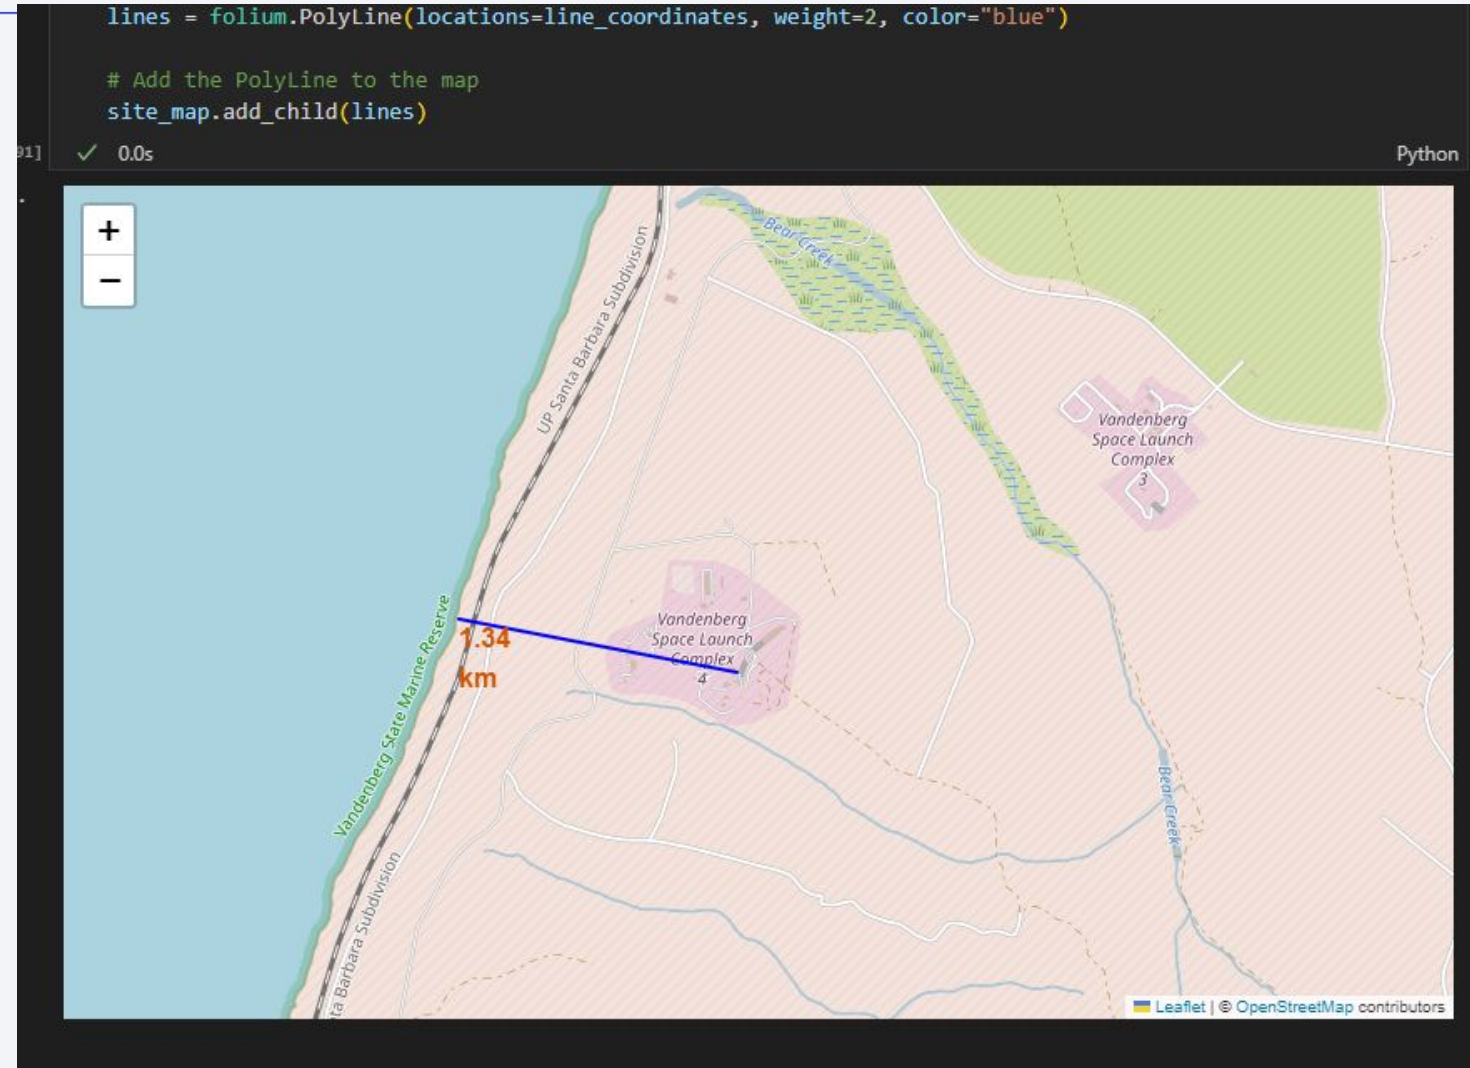 lines = folium.PolyLine(locations=line_coordinates, weight=2, color="blue")
# Add the PolyLine to the map
site_map.add_child(lines)
91]
0.0s
Python
+
−
Bear Creek
UP Santa Barbara Subdivision
Vandenberg
Space Launch
Complex
3
Vandenberg
Space Launch
Complex
4
1.34
km
Vandenberg State Marine Reserve
Bear Creek
ta Barbara Subdivision
Leaflet | © OpenStreetMap contributors